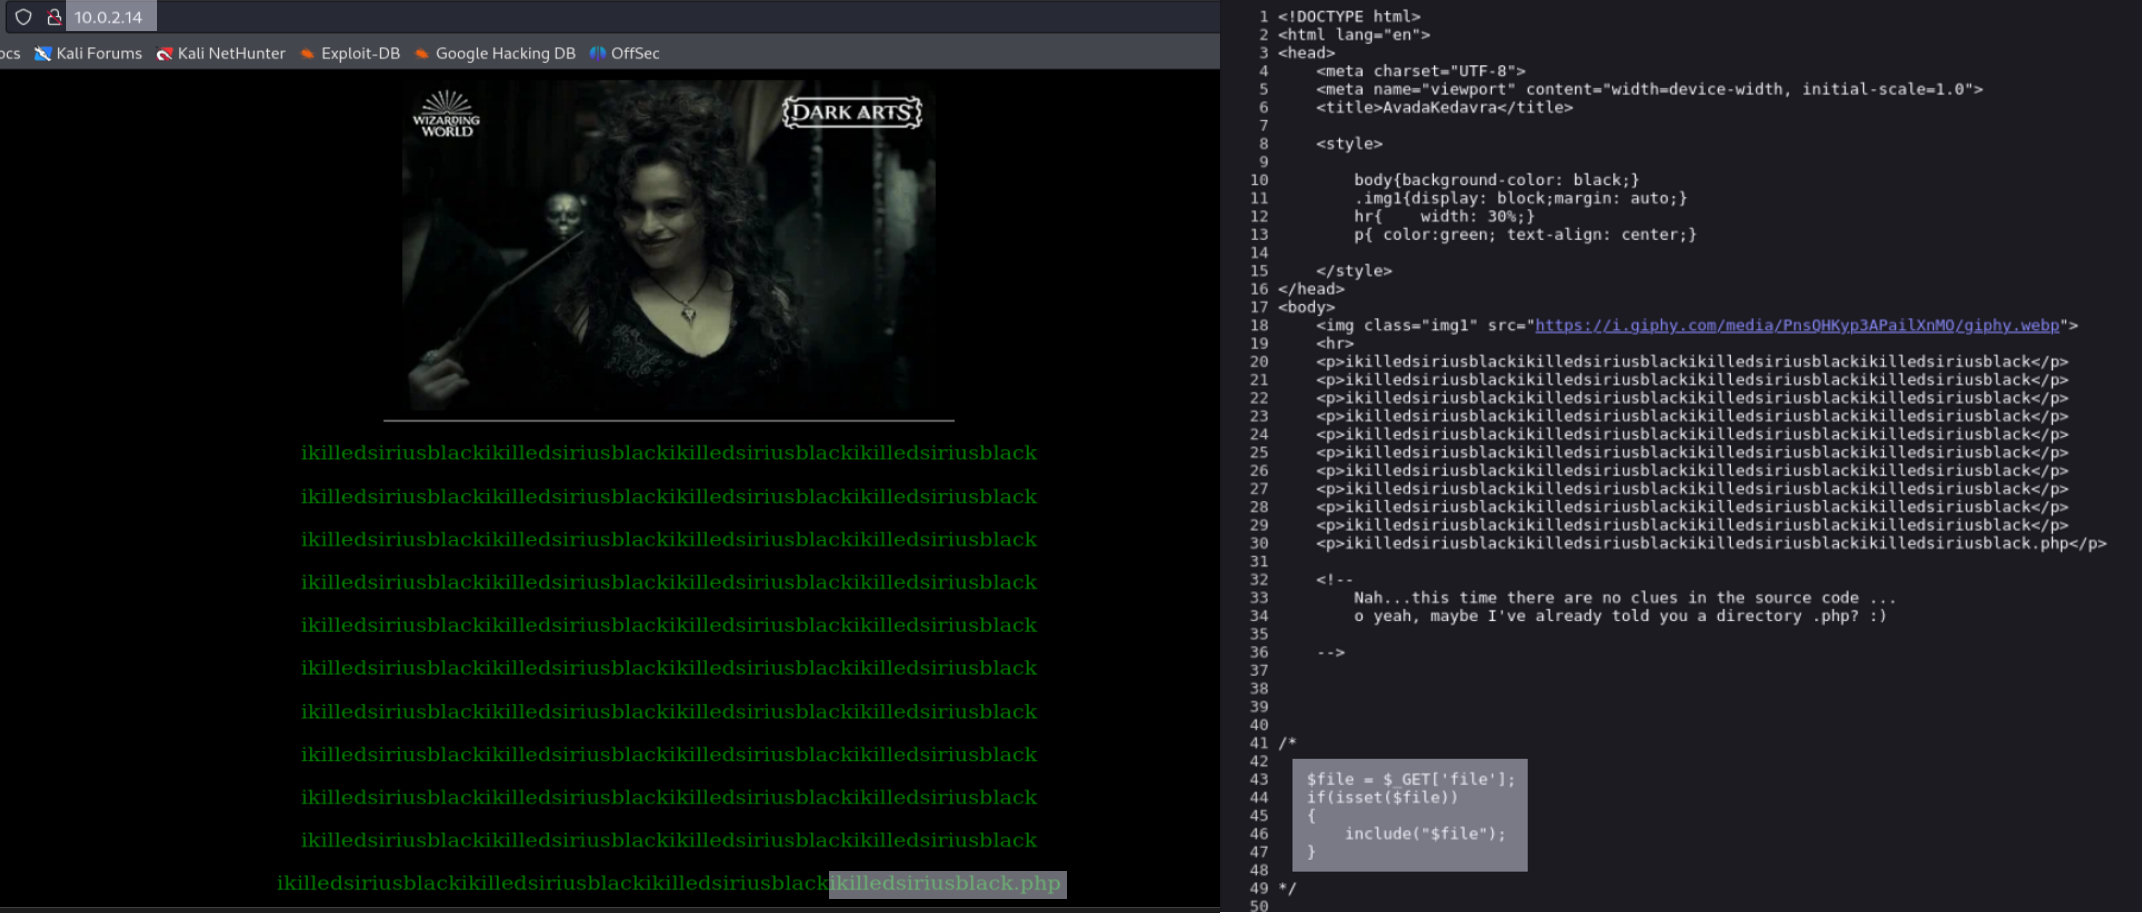 10.0.2.14
ocs Kali Forums Kali NetHunter Exploit-DB Google Hacking DB OffSec
WIZARDING
WORLD
DARK ARTS
ikilledsiriusblackikilledsiriusblackikilledsiriusblackikilledsiriusblack
ikilledsiriusblackikilledsiriusblackikilledsiriusblackikilledsiriusblack
ikilledsiriusblackikilledsiriusblackikilledsiriusblackikilledsiriusblack
ikilledsiriusblackikilledsiriusblackikilledsiriusblackikilledsiriusblack
ikilledsiriusblackikilledsiriusblackikilledsiriusblackikilledsiriusblack
ikilledsiriusblackikilledsiriusblackikilledsiriusblackikilledsiriusblack
ikilledsiriusblackikilledsiriusblackikilledsiriusblackikilledsiriusblack
ikilledsiriusblackikilledsiriusblackikilledsiriusblackikilledsiriusblack
ikilledsiriusblackikilledsiriusblackikilledsiriusblackikilledsiriusblack
ikilledsiriusblackikilledsiriusblackikilledsiriusblackikilledsiriusblack
ikilledsiriusblackikilledsiriusblackikilledsiriusblackikilledsiriusblack.php
1 <!DOCTYPE html>
2 <html lang="en">
3 <head>
4     <meta charset="UTF-8">
5     <meta name="viewport" content="width=device-width, initial-scale=1.0">
6     <title>AvadaKedavra</title>
7
8     <style>
9
10         body{background-color: black;}
11         .img1{display: block;margin: auto;}
12         hr{    width: 30%;}
13         p{ color:green; text-align: center;}
14
15     </style>
16 </head>
17 <body>
18     <img class="img1" src="https://i.giphy.com/media/PnsQHKyp3APailXnMO/giphy.webp">
19     <hr>
20     <p>ikilledsiriusblackikilledsiriusblackikilledsiriusblackikilledsiriusblack</p>
21     <p>ikilledsiriusblackikilledsiriusblackikilledsiriusblackikilledsiriusblack</p>
22     <p>ikilledsiriusblackikilledsiriusblackikilledsiriusblackikilledsiriusblack</p>
23     <p>ikilledsiriusblackikilledsiriusblackikilledsiriusblackikilledsiriusblack</p>
24     <p>ikilledsiriusblackikilledsiriusblackikilledsiriusblackikilledsiriusblack</p>
25     <p>ikilledsiriusblackikilledsiriusblackikilledsiriusblackikilledsiriusblack</p>
26     <p>ikilledsiriusblackikilledsiriusblackikilledsiriusblackikilledsiriusblack</p>
27     <p>ikilledsiriusblackikilledsiriusblackikilledsiriusblackikilledsiriusblack</p>
28     <p>ikilledsiriusblackikilledsiriusblackikilledsiriusblackikilledsiriusblack</p>
29     <p>ikilledsiriusblackikilledsiriusblackikilledsiriusblackikilledsiriusblack</p>
30     <p>ikilledsiriusblackikilledsiriusblackikilledsiriusblackikilledsiriusblack.php</p>
31
32     <!--
33         Nah...this time there are no clues in the source code ...
34         o yeah, maybe I've already told you a directory .php? :)
35
36     -->
37
38
39
40
41 /*
42
43    $file = $_GET['file'];
44    if(isset($file))
45    {
46        include("$file");
47    }
48
49 */
50